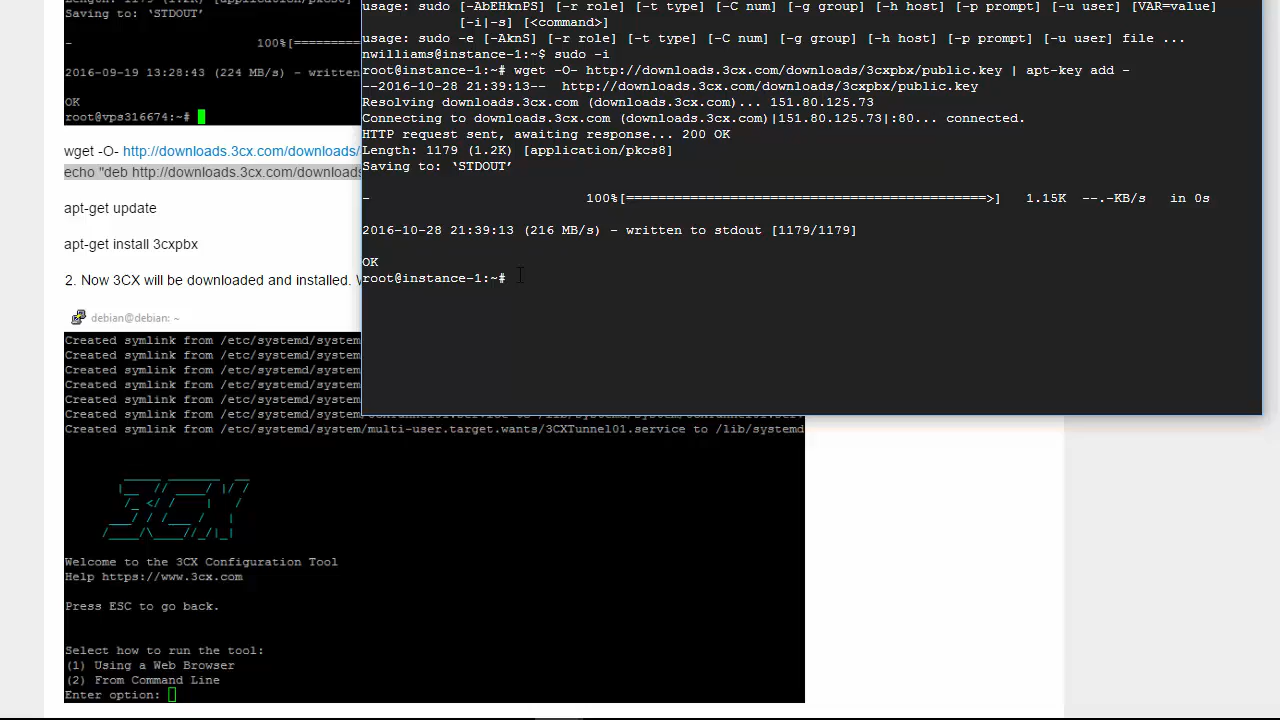 Length: 1179 (1.2K) [application/pkcs8]
Saving to: ‘STDOUT’
- 100%[==========
2016-09-19 13:28:43 (224 MB/s) – written
OK
root@vps316674:~#
wget -O- http://downloads.3cx.com/downloads/
echo "deb http://downloads.3cx.com/downloads
apt-get update
apt-get install 3cxpbx
2. Now 3CX will be downloaded and installed.
debian@debian: ~
Created symlink from /etc/systemd/system
Created symlink from /etc/systemd/system
Created symlink from /etc/systemd/system
Created symlink from /etc/systemd/system
Created symlink from /etc/systemd/system
Created symlink from /etc/systemd/system
Created symlink from /etc/systemd/system/multi-user.target.wants/3CXTunnel01.service to /lib/systemd
3CX
Welcome to the 3CX Configuration Tool
Help https://www.3cx.com
Press ESC to go back.
Select how to run the tool:
(1) Using a Web Browser
(2) From Command Line
Enter option:
usage: sudo [-AbEHknPS] [-r role] [-t type] [-C num] [-g group] [-h host] [-p prompt] [-u user] [VAR=value]
[-i|-s] [<command>]
usage: sudo -e [-AknS] [-r role] [-t type] [-C num] [-g group] [-h host] [-p prompt] [-u user] file ...
nwilliams@instance-1:~$ sudo -i
root@instance-1:~# wget -O- http://downloads.3cx.com/downloads/3cxpbx/public.key | apt-key add -
--2016-10-28 21:39:13-- http://downloads.3cx.com/downloads/3cxpbx/public.key
Resolving downloads.3cx.com (downloads.3cx.com)... 151.80.125.73
Connecting to downloads.3cx.com (downloads.3cx.com)|151.80.125.73|:80... connected.
HTTP request sent, awaiting response... 200 OK
Length: 1179 (1.2K) [application/pkcs8]
Saving to: ‘STDOUT’
- 100%[=============================================>] 1.15K --.-KB/s in 0s
2016-10-28 21:39:13 (216 MB/s) - written to stdout [1179/1179]
OK
root@instance-1:~#